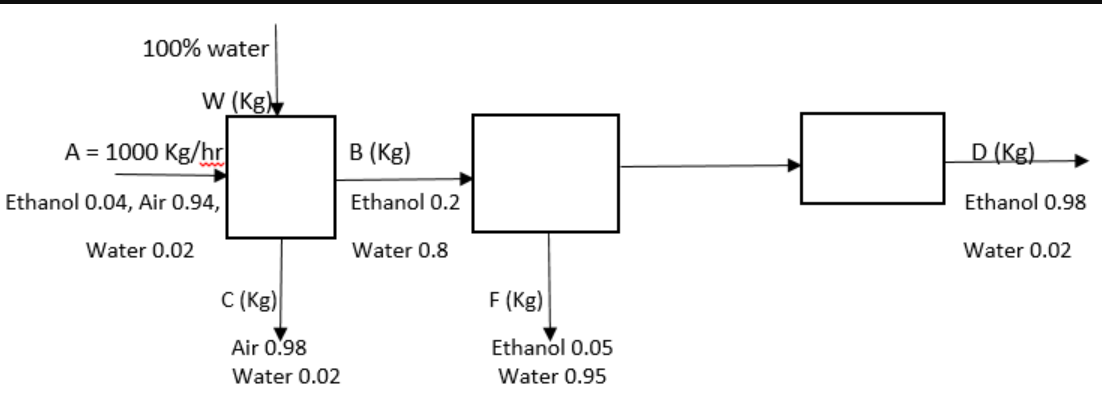 100% water
W (Kg)
A = 1000 Kg/hr
B (Kg)
D (Kg)
Ethanol 0.04, Air 0.94,
Ethanol 0.2
Ethanol 0.98
Water 0.02
Water 0.8
Water 0.02
C (Kg)
F (Kg)
Air 0.98
Ethanol 0.05
Water 0.02
Water 0.95